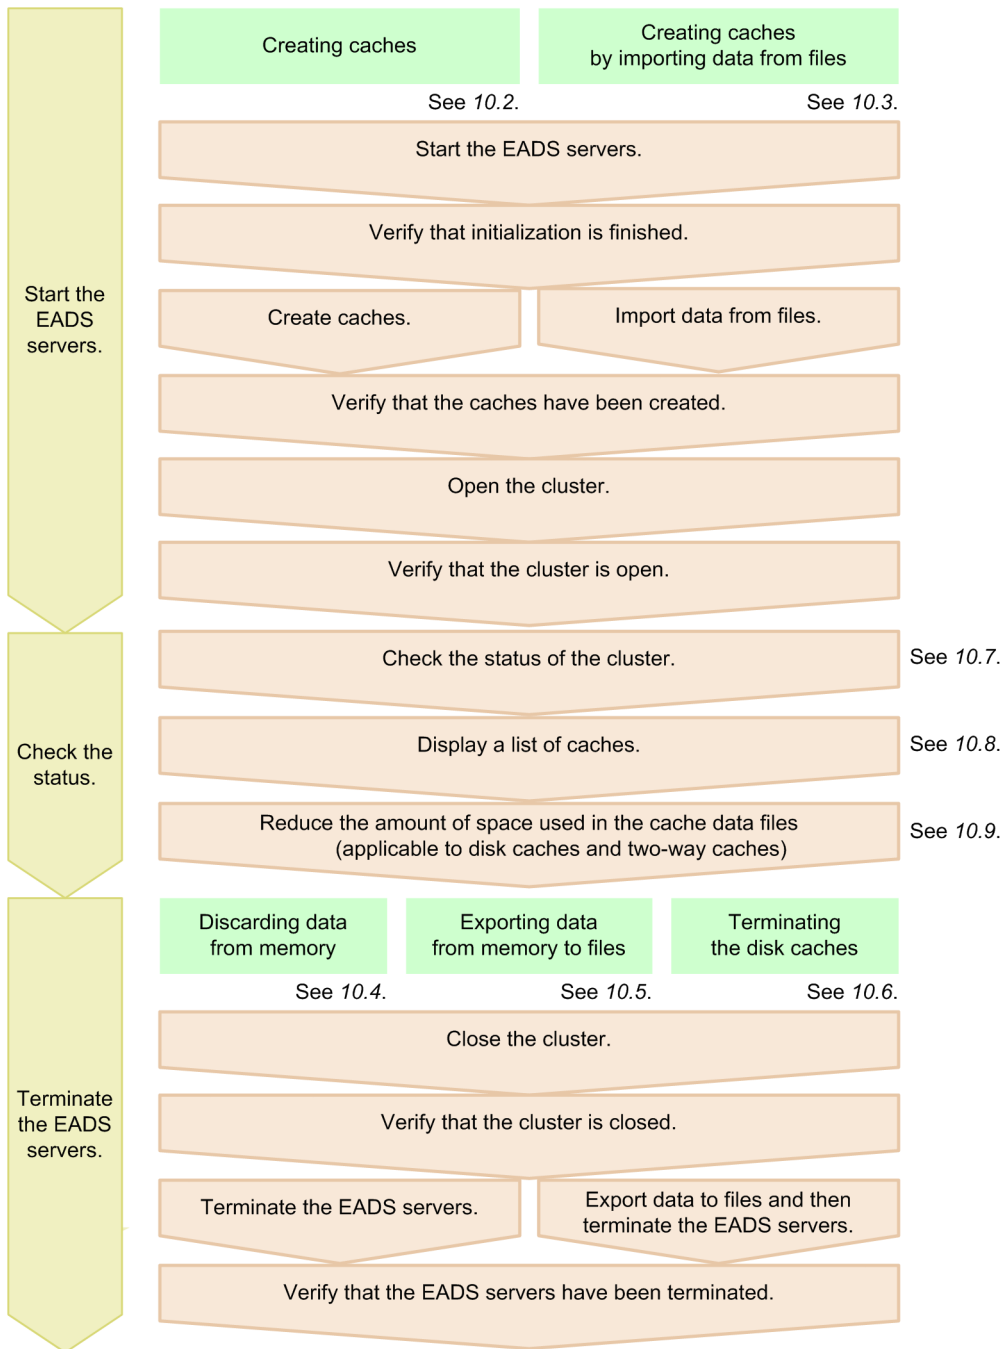 Creating caches
Creating caches
by importing data from files
See 10.2.
See 10.3.
Start the EADS servers.
Verify that initialization is finished.
Start the
EADS
servers.
Create caches.
Import data from files.
Verify that the caches have been created.
Open the cluster.
Verify that the cluster is open.
Check the status of the cluster.
See 10.7.
Check the
status.
Display a list of caches.
See 10.8.
Reduce the amount of space used in the cache data files
(applicable to disk caches and two-way caches)
See 10.9.
Discarding data
from memory
Exporting data
from memory to files
Terminating
the disk caches
See 10.4.
See 10.5.
See 10.6.
Close the cluster.
Terminate
the EADS
servers.
Verify that the cluster is closed.
Terminate the EADS servers.
Export data to files and then
terminate the EADS servers.
Verify that the EADS servers have been terminated.